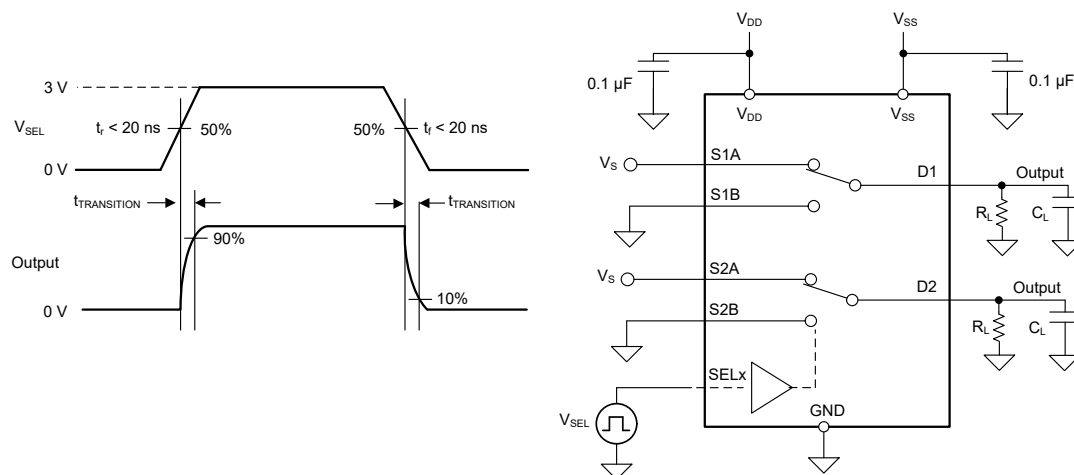 3 V
V_SEL
t_r < 20 ns
50%
50%
t_f < 20 ns
0 V
t_TRANSITION
t_TRANSITION
90%
Output
10%
0 V
V_DD
V_SS
0.1 µF
0.1 µF
V_DD
V_SS
V_S
S1A
D1
Output
S1B
R_L
C_L
V_S
S2A
D2
Output
S2B
R_L
C_L
SELx
V_SEL
GND